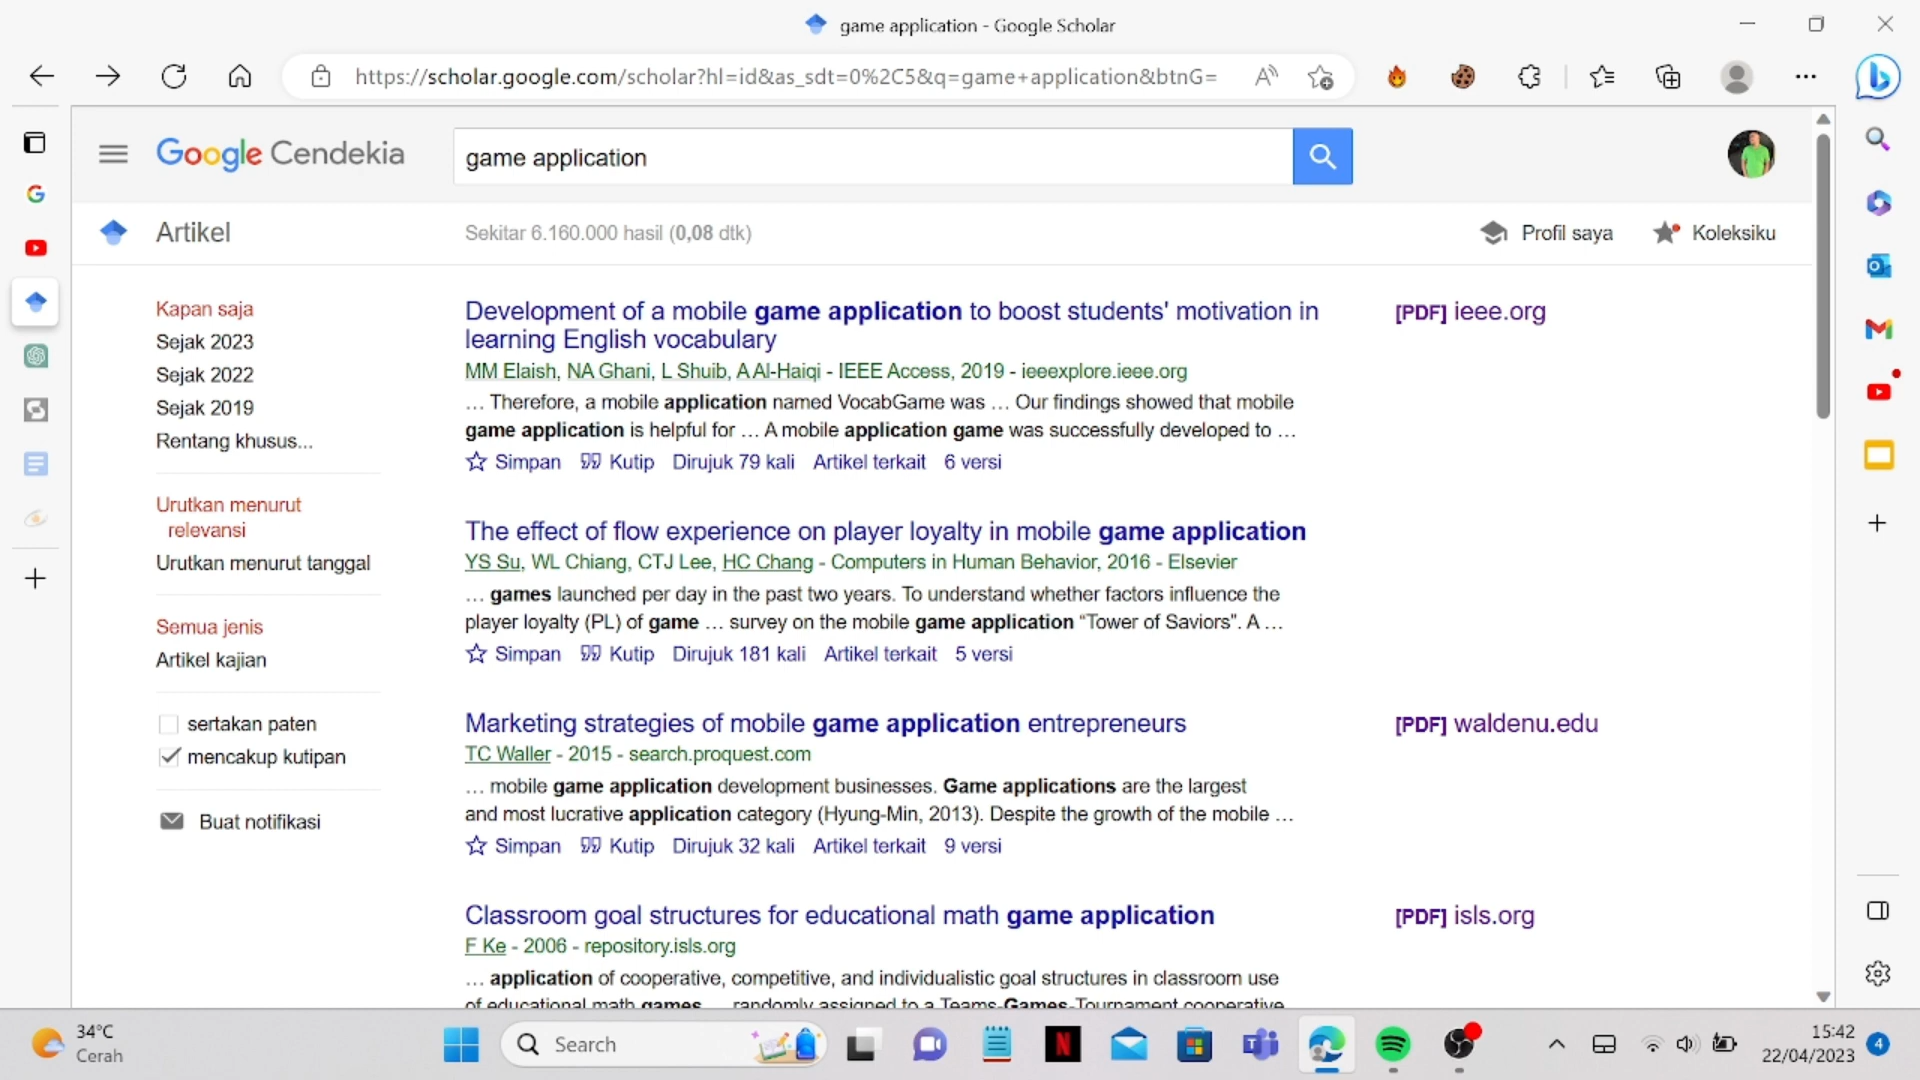 game application - Google Scholar
https://scholar.google.com/scholar?hl=id&as_sdt=0%2C5&q=game+application&btnG=
Google Cendekia
game application
Artikel
Sekitar 6.160.000 hasil (0,08 dtk)
Profil saya
Koleksiku
Kapan saja
Sejak 2023
Sejak 2022
Sejak 2019
Rentang khusus...
Urutkan menurut
relevansi
Urutkan menurut tanggal
Semua jenis
Artikel kajian
sertakan paten
mencakup kutipan
Buat notifikasi
Development of a mobile game application to boost students' motivation in
learning English vocabulary
[PDF] ieee.org
MM Elaish, NA Ghani, L Shuib, A Al-Haiqi - IEEE Access, 2019 - ieeexplore.ieee.org
… Therefore, a mobile application named VocabGame was … Our findings showed that mobile
game application is helpful for … A mobile application game was successfully developed to …
Simpan Kutip Dirujuk 79 kali Artikel terkait 6 versi
The effect of flow experience on player loyalty in mobile game application
YS Su, WL Chiang, CTJ Lee, HC Chang - Computers in Human Behavior, 2016 - Elsevier
… games launched per day in the past two years. To understand whether factors influence the
player loyalty (PL) of game … survey on the mobile game application “Tower of Saviors”. A …
Simpan Kutip Dirujuk 181 kali Artikel terkait 5 versi
Marketing strategies of mobile game application entrepreneurs
[PDF] waldenu.edu
TC Waller - 2015 - search.proquest.com
… mobile game application development businesses. Game applications are the largest
and most lucrative application category (Hyung-Min, 2013). Despite the growth of the mobile …
Simpan Kutip Dirujuk 32 kali Artikel terkait 9 versi
Classroom goal structures for educational math game application
[PDF] isls.org
F Ke - 2006 - repository.isls.org
… application of cooperative, competitive, and individualistic goal structures in classroom use
of educational math games … randomly assigned to a Teams-Games-Tournament cooperative
34°C
Cerah
Search
15:42
22/04/2023
4